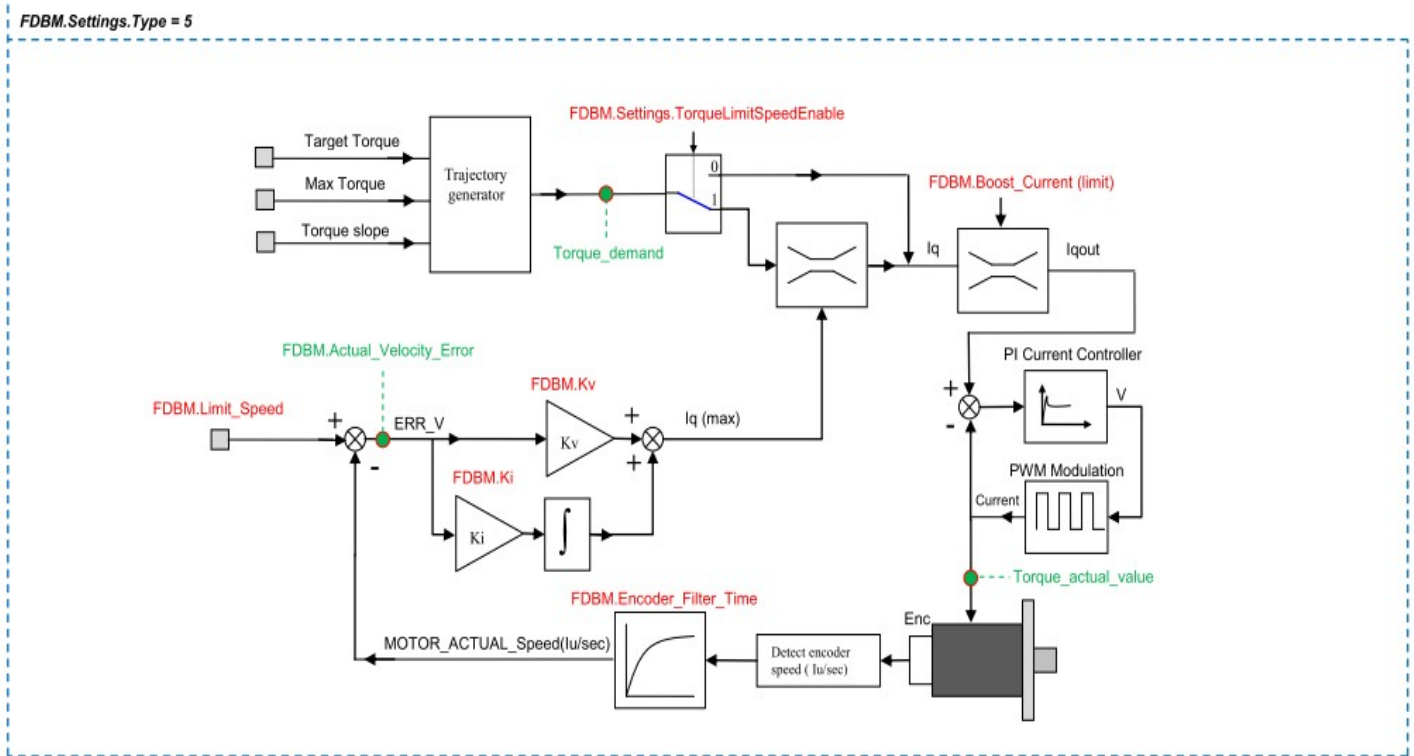 FDBM.Settings.Type = 5
FDBM.Settings.TorqueLimitSpeedEnable
Target Torque
Max Torque
Torque slope
Trajectory
generator
Torque_demand
0
1
FDBM.Boost_Current (limit)
Iq
Iqout
FDBM.Actual_Velocity_Error
FDBM.Limit_Speed
+
-
ERR_V
FDBM.Kv
Kv
+
+
Iq (max)
FDBM.Ki
Ki
∫
PI Current Controller
+
-
V
PWM Modulation
Current
Torque_actual_value
FDBM.Encoder_Filter_Time
MOTOR_ACTUAL_Speed(Iu/sec)
Detect encoder
speed ( Iu/sec)
Enc